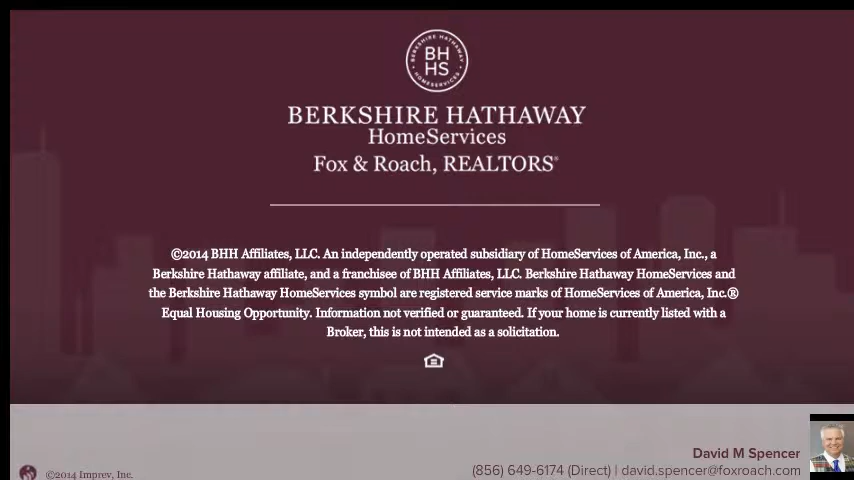 BERKSHIRE HATHAWAY
BH
HS
HOMESERVICES
BERKSHIRE HATHAWAY
HomeServices
Fox & Roach, REALTORS®
©2014 BHH Affiliates, LLC. An independently operated subsidiary of HomeServices of America, Inc., a
Berkshire Hathaway affiliate, and a franchisee of BHH Affiliates, LLC. Berkshire Hathaway HomeServices and
the Berkshire Hathaway HomeServices symbol are registered service marks of HomeServices of America, Inc.®
Equal Housing Opportunity. Information not verified or guaranteed. If your home is currently listed with a
Broker, this is not intended as a solicitation.
David M Spencer
(856) 649-6174 (Direct) | david.spencer@foxroach.com
©2014 Imprev, Inc.